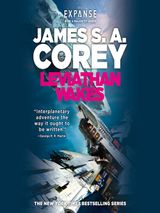 EXPANSE
JAMES S. A.
COREY
LEVIATHAN
WAKES
"Interplanetary
adventure the
way it ought to
be written."
—George R. R. Martin
THE NEW YORK TIMES BESTSELLING SERIES